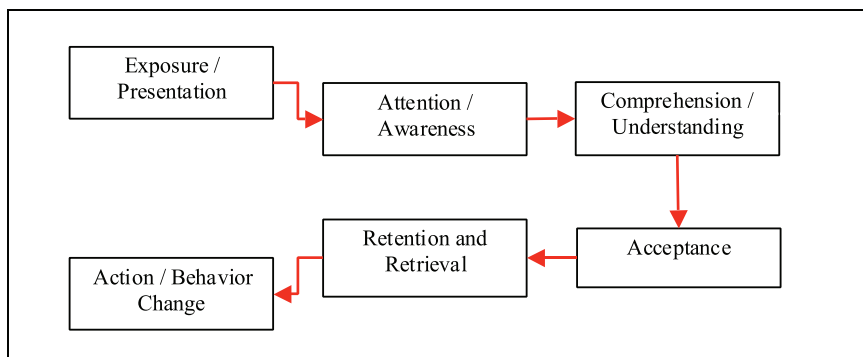 Exposure /
Presentation
Attention /
Awareness
Comprehension /
Understanding
Acceptance
Retention and
Retrieval
Action / Behavior
Change